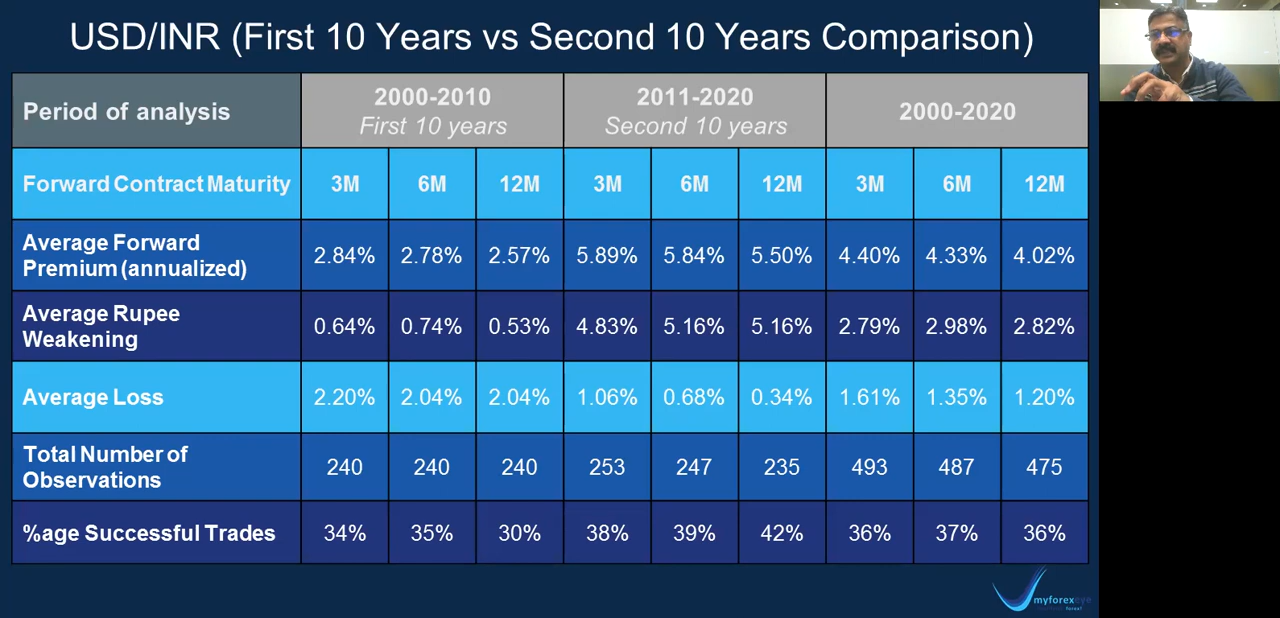 USD/INR (First 10 Years vs Second 10 Years Comparison)
Period of analysis
2000-2010
First 10 years
2011-2020
Second 10 years
2000-2020
Forward Contract Maturity 3M 6M 12M 3M 6M 12M 3M 6M 12M
Average Forward
Premium (annualized) 2.84% 2.78% 2.57% 5.89% 5.84% 5.50% 4.40% 4.33% 4.02%
Average Rupee
Weakening 0.64% 0.74% 0.53% 4.83% 5.16% 5.16% 2.79% 2.98% 2.82%
Average Loss 2.20% 2.04% 2.04% 1.06% 0.68% 0.34% 1.61% 1.35% 1.20%
Total Number of
Observations 240 240 240 253 247 235 493 487 475
%age Successful Trades 34% 35% 30% 38% 39% 42% 36% 37% 36%
myforexeye